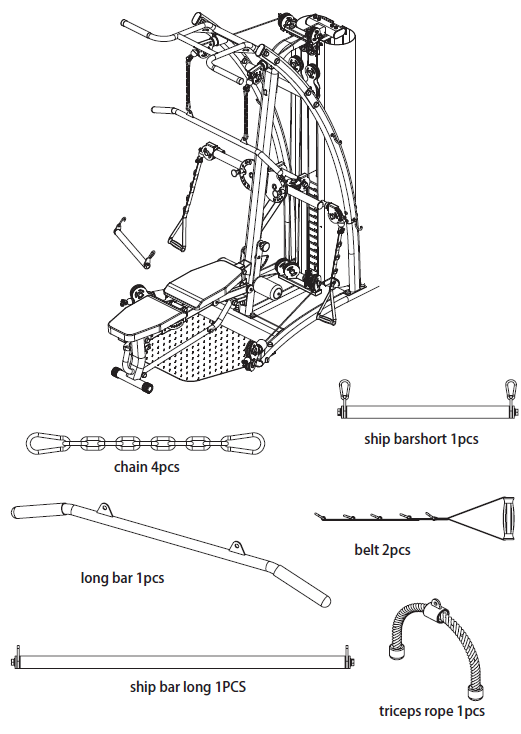 ship barshort 1pcs
chain 4pcs
belt 2pcs
long bar 1pcs
ship bar long 1PCS
triceps rope 1pcs